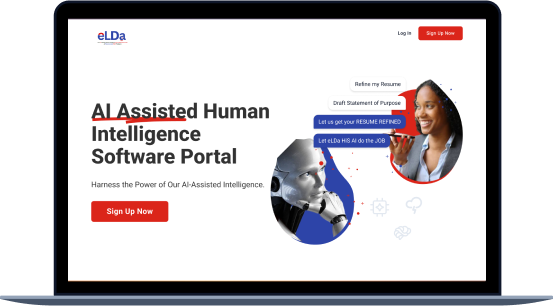 eLDa
Log In
Sign Up Now
Refine my Resume
Draft Statement of Purpose
Let us get your RESUME REFINED
Let eLDa HIS AI do the JOB
AI Assisted Human
Intelligence
Software Portal
Harness the Power of Our AI-Assisted Intelligence.
Sign Up Now